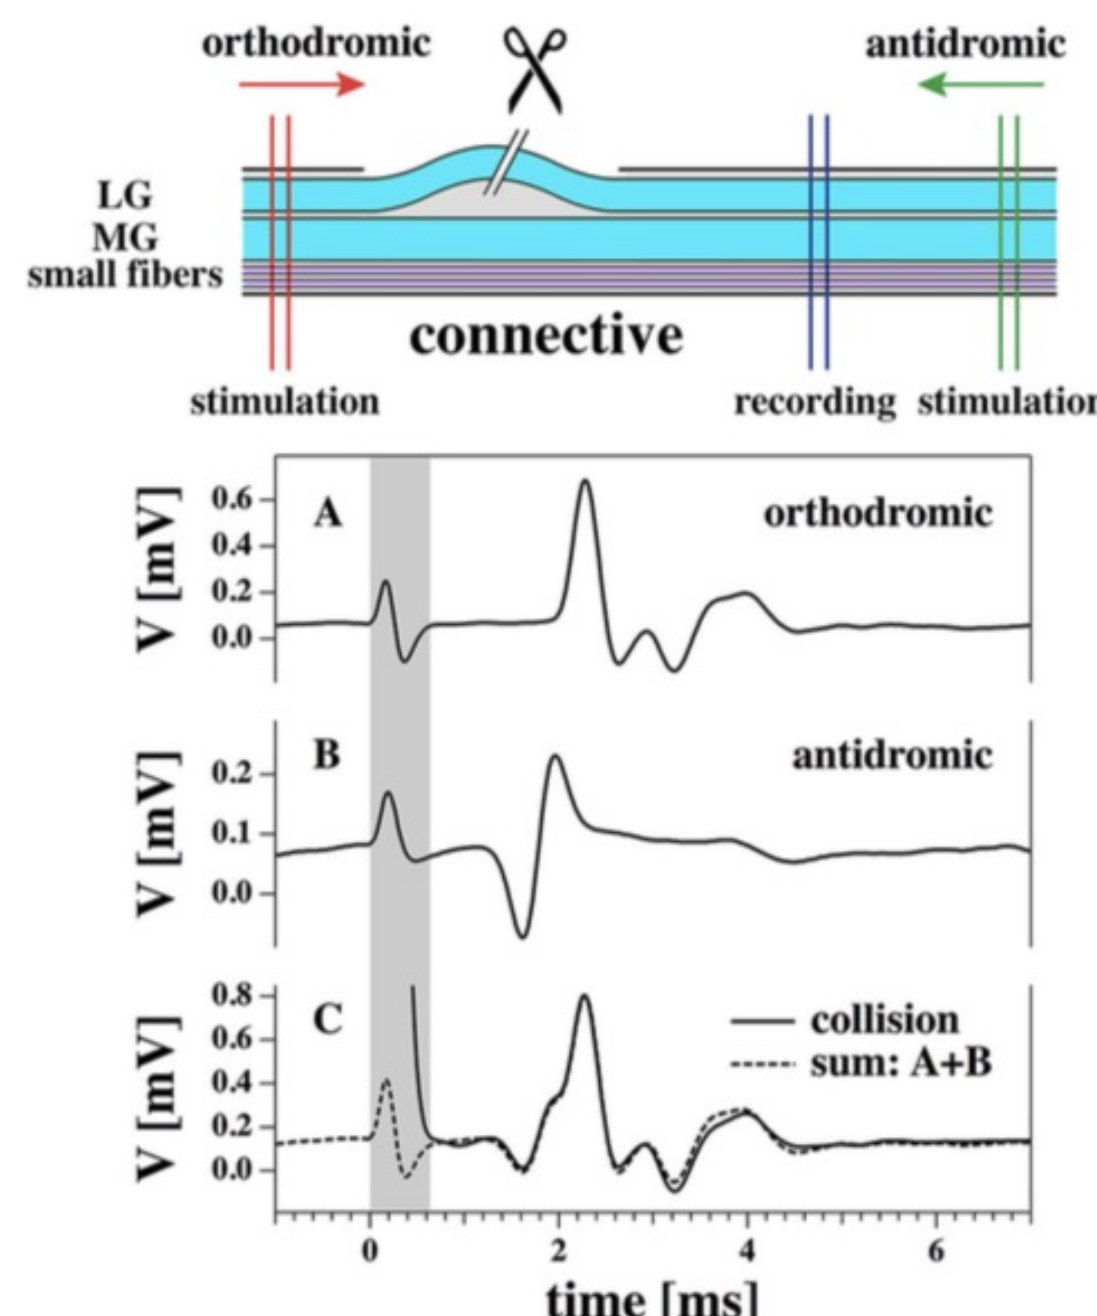 orthodromic
antidromic
LG
MG
small fibers
connective
stimulation
recording
stimulation
A
orthodromic
V [mV]
0.6
0.4
0.2
0.0
B
antidromic
V [mV]
0.2
0.1
0.0
C
collision
sum: A+B
V [mV]
0.8
0.6
0.4
0.2
0.0
0
2
4
6
time [ms]